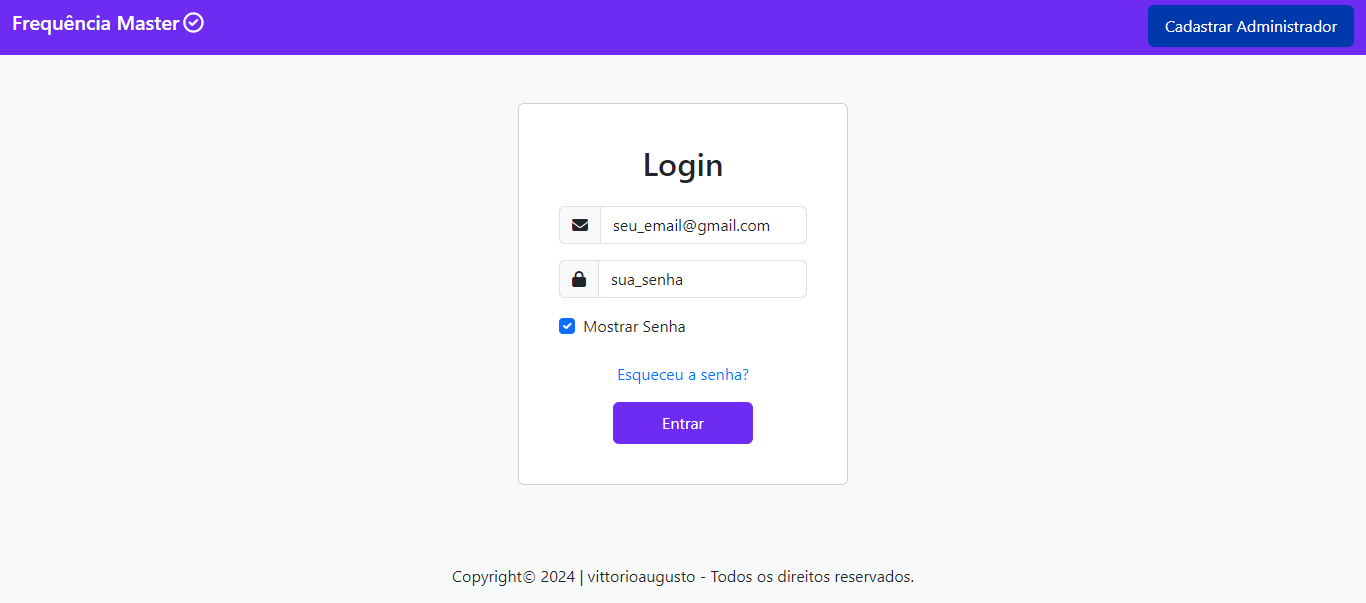 Frequência Master
Cadastrar Administrador
Login
seu_email@gmail.com
sua_senha
Mostrar Senha
Esqueceu a senha?
Entrar
Copyright© 2024 | vittorioaugusto - Todos os direitos reservados.